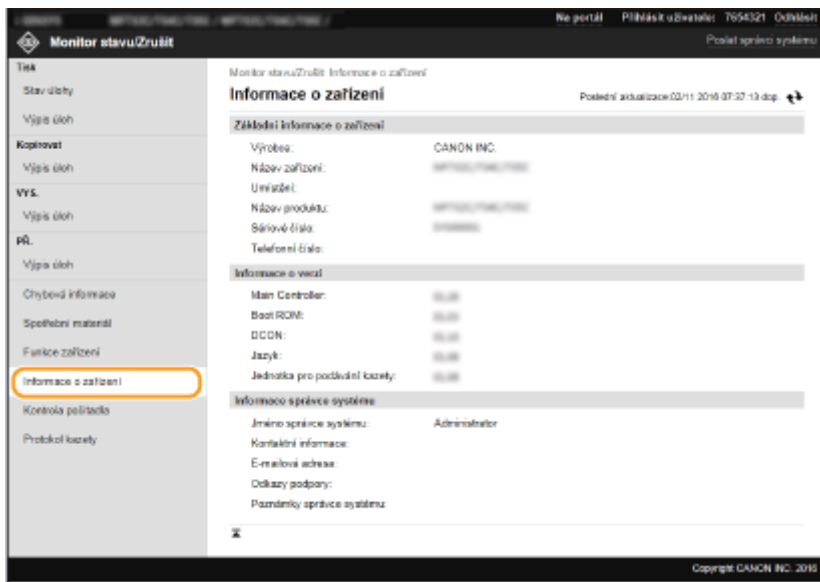 Na portál Přihlásit uživatele: 7654321 Odhlásit
Monitor stavu/Zrušit
Poslat správci systému
Tisk
Stav úlohy
Výpis úloh
Kopírovat
Výpis úloh
VYS.
Výpis úloh
PŘ.
Výpis úloh
Chybová informace
Spotřební materiál
Funkce zařízení
Informace o zařízení
Kontrola počitadla
Protokol kazety
Monitor stavu/Zrušit: Informace o zařízení
Informace o zařízení
Poslední aktualizace:02/11 2016 07:37:13 dop.
Základní informace o zařízení
Výrobce: CANON INC.
Název zařízení:
Umístění:
Název produktu:
Sériové číslo:
Telefonní číslo:
Informace o verzi
Main Controller:
Boot ROM:
DCON:
Jazyk:
Jednotka pro podávání kazety:
Informace správce systému
Jméno správce systému: Administrator
Kontaktní informace:
E-mailová adresa:
Odkazy podpory:
Poznámky správce systému:
Copyright CANON INC. 2016